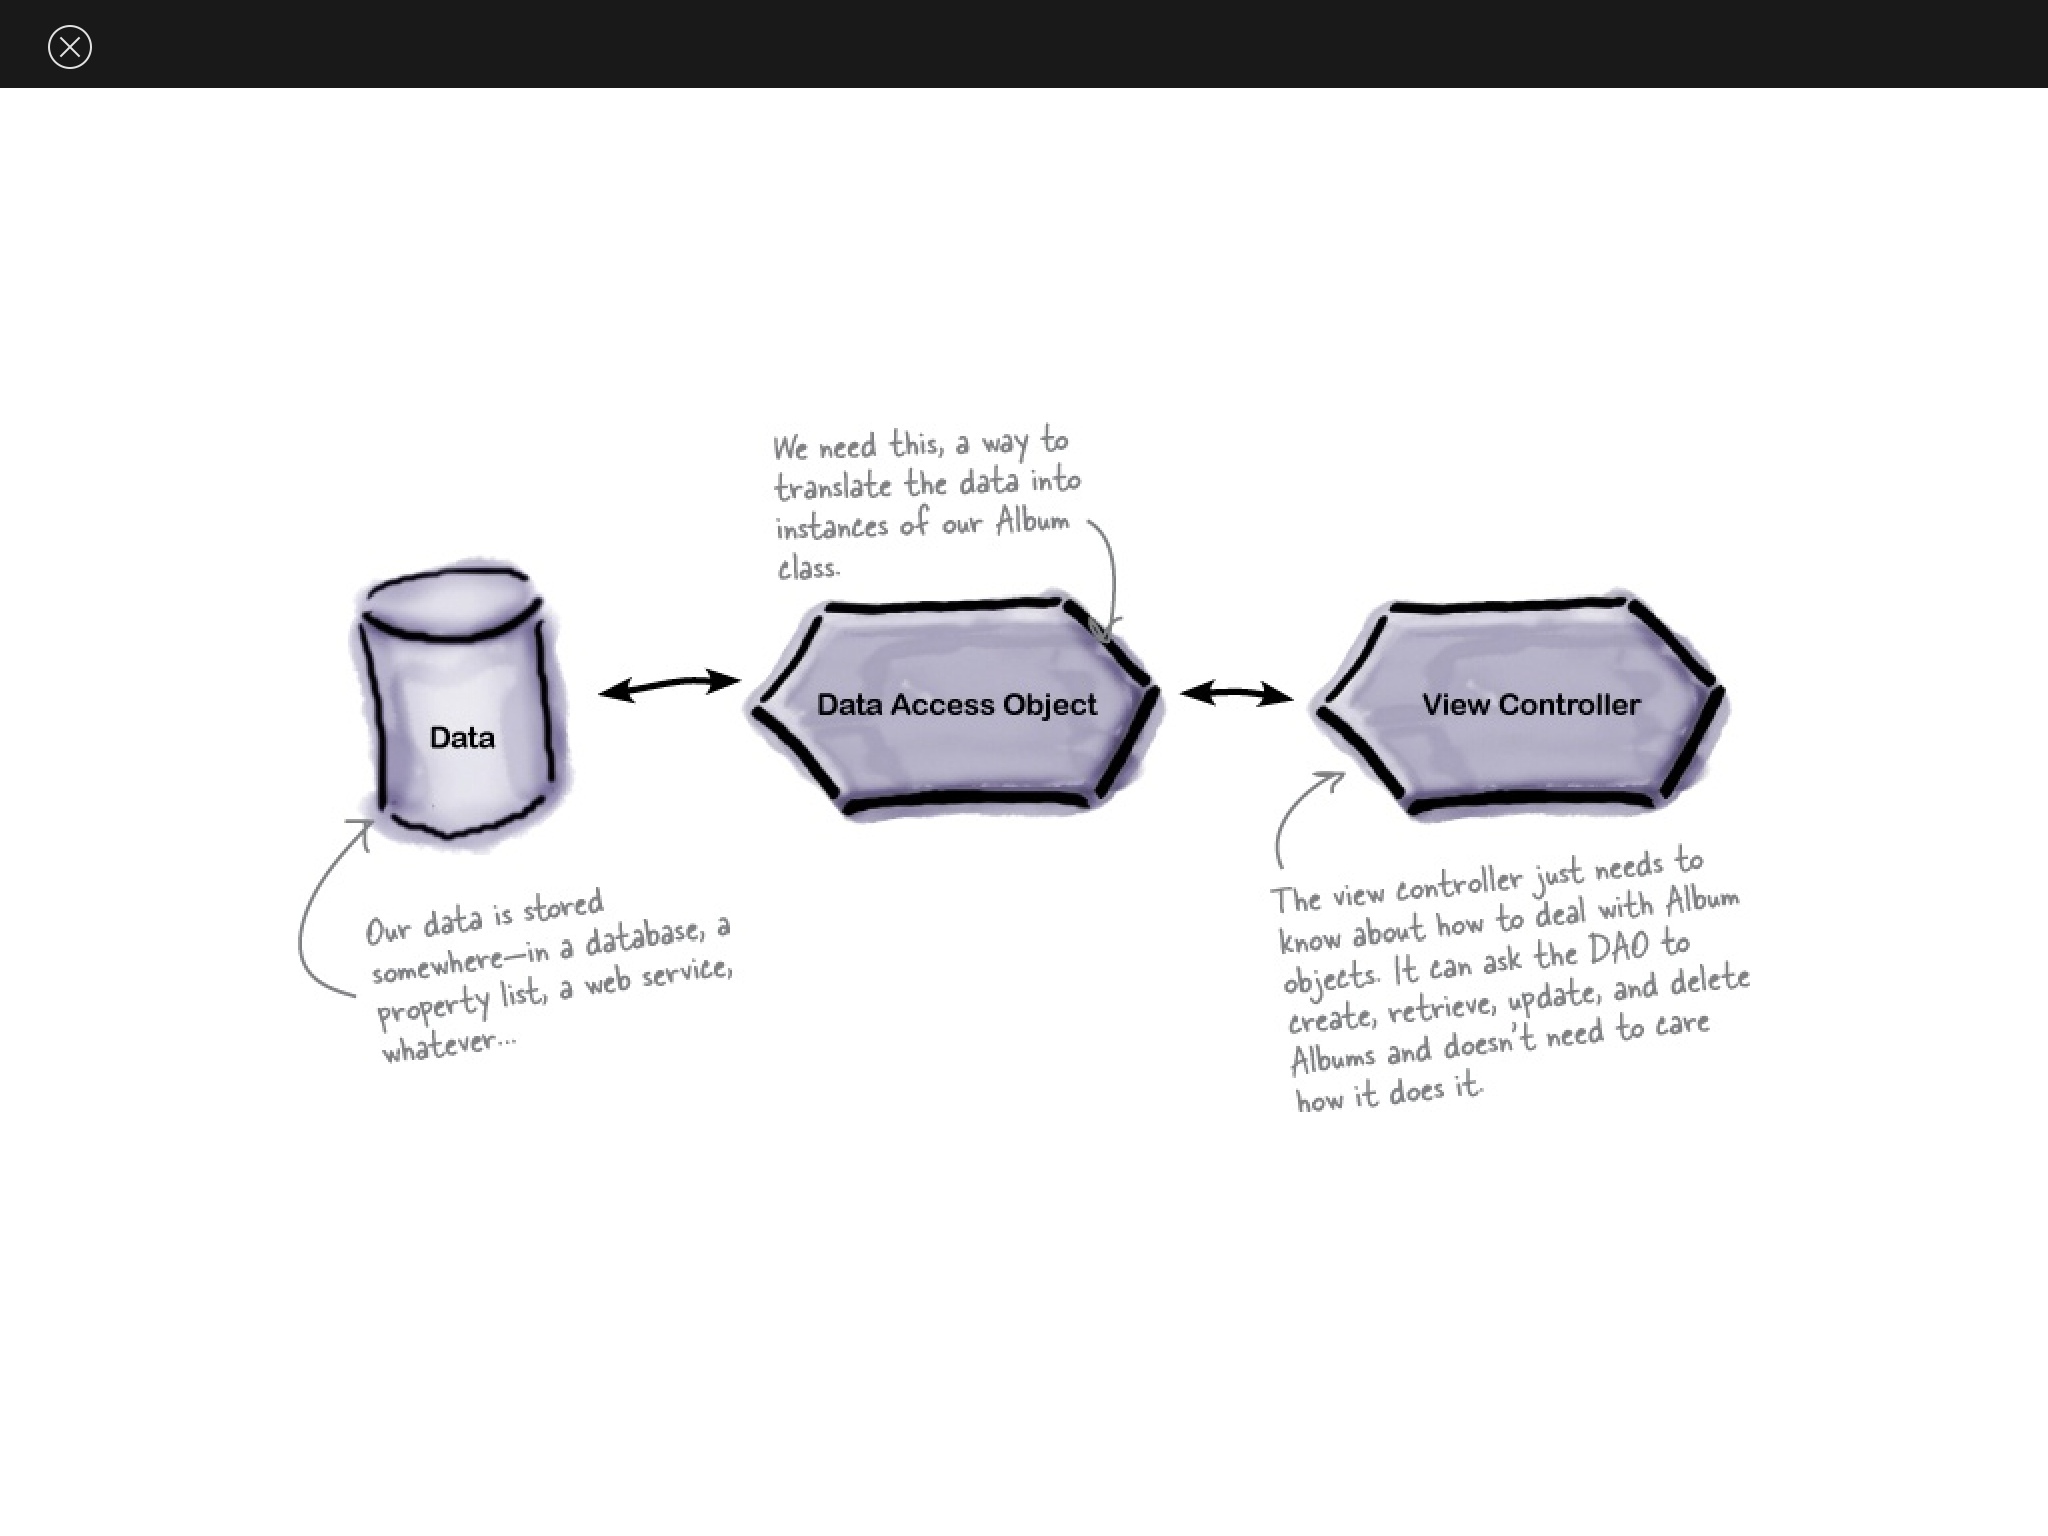 We need this, a way to
translate the data into
instances of our Album
class.
Data
Data Access Object
View Controller
Our data is stored
somewhere—in a database, a
property list, a web service,
whatever...
The view controller just needs to
know about how to deal with Album
objects. It can ask the DAO to
create, retrieve, update, and delete
Albums and doesn't need to care
how it does it.